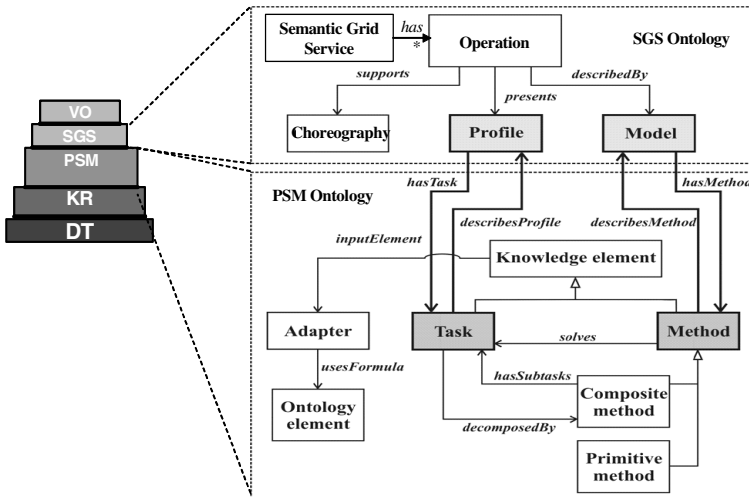 VO
SGS
PSM
KR
DT
Semantic Grid
Service
has
*
Operation
SGS Ontology
supports
presents
describedBy
Choreography
Profile
Model
PSM Ontology
hasTask
hasMethod
describesProfile
describesMethod
inputElement
Knowledge element
Adapter
Task
solves
Method
usesFormula
hasSubtasks
Ontology
element
Composite
method
decomposedBy
Primitive
method